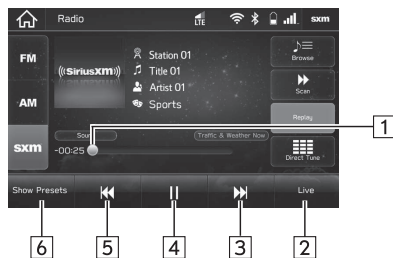 Radio
LTE
sxm
FM
AM
sxm
((SiriusXM))
Station 01
Title 01
Artist 01
Sports
Browse
Scan
Replay
Direct Tune
Traffic & Weather Now
-00:25
Show Presets
Live
1
6
5
4
3
2